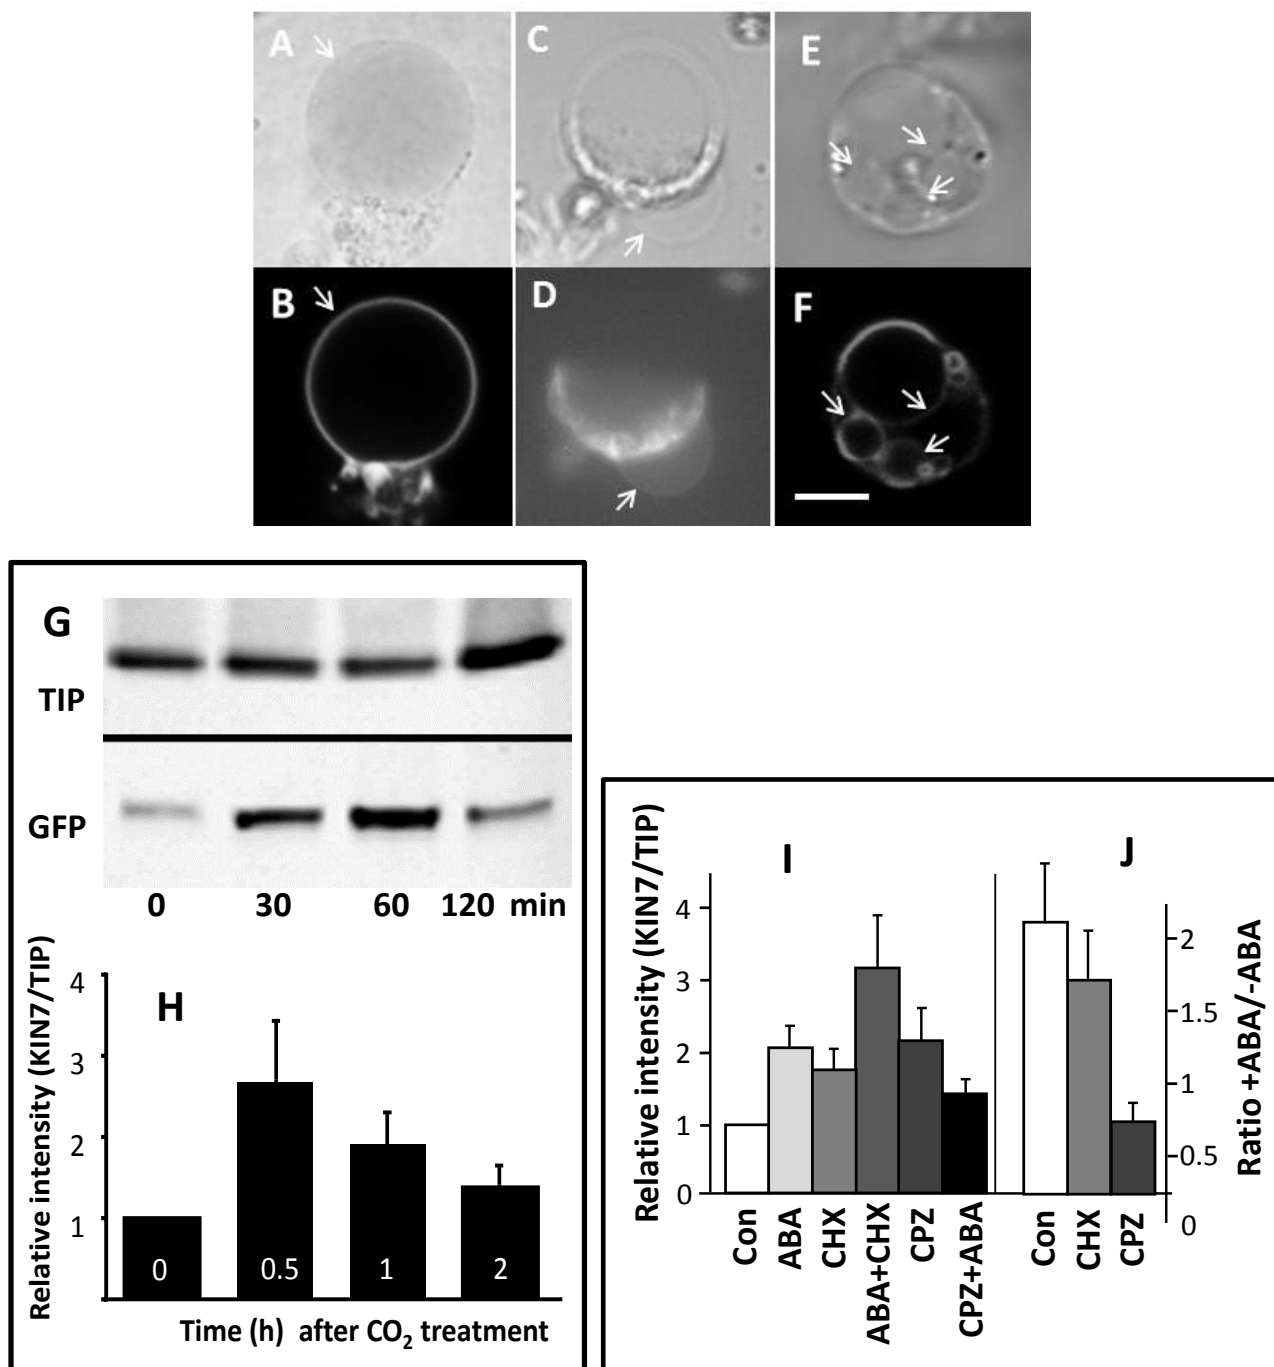 A C E
B D F
G
TIP
GFP
0 30 60 120 min
Relative intensity (KIN7/TIP)
4
3
2
1
H
0 0.5 1 2
Time (h) after CO₂ treatment
Relative intensity (KIN7/TIP)
4
3
2
1
0
I
Con
ABA
CHX
ABA+CHX
CPZ
CPZ+ABA
J
Con
CHX
CPZ
2
1.5
1
0.5
0
Ratio +ABA/-ABA